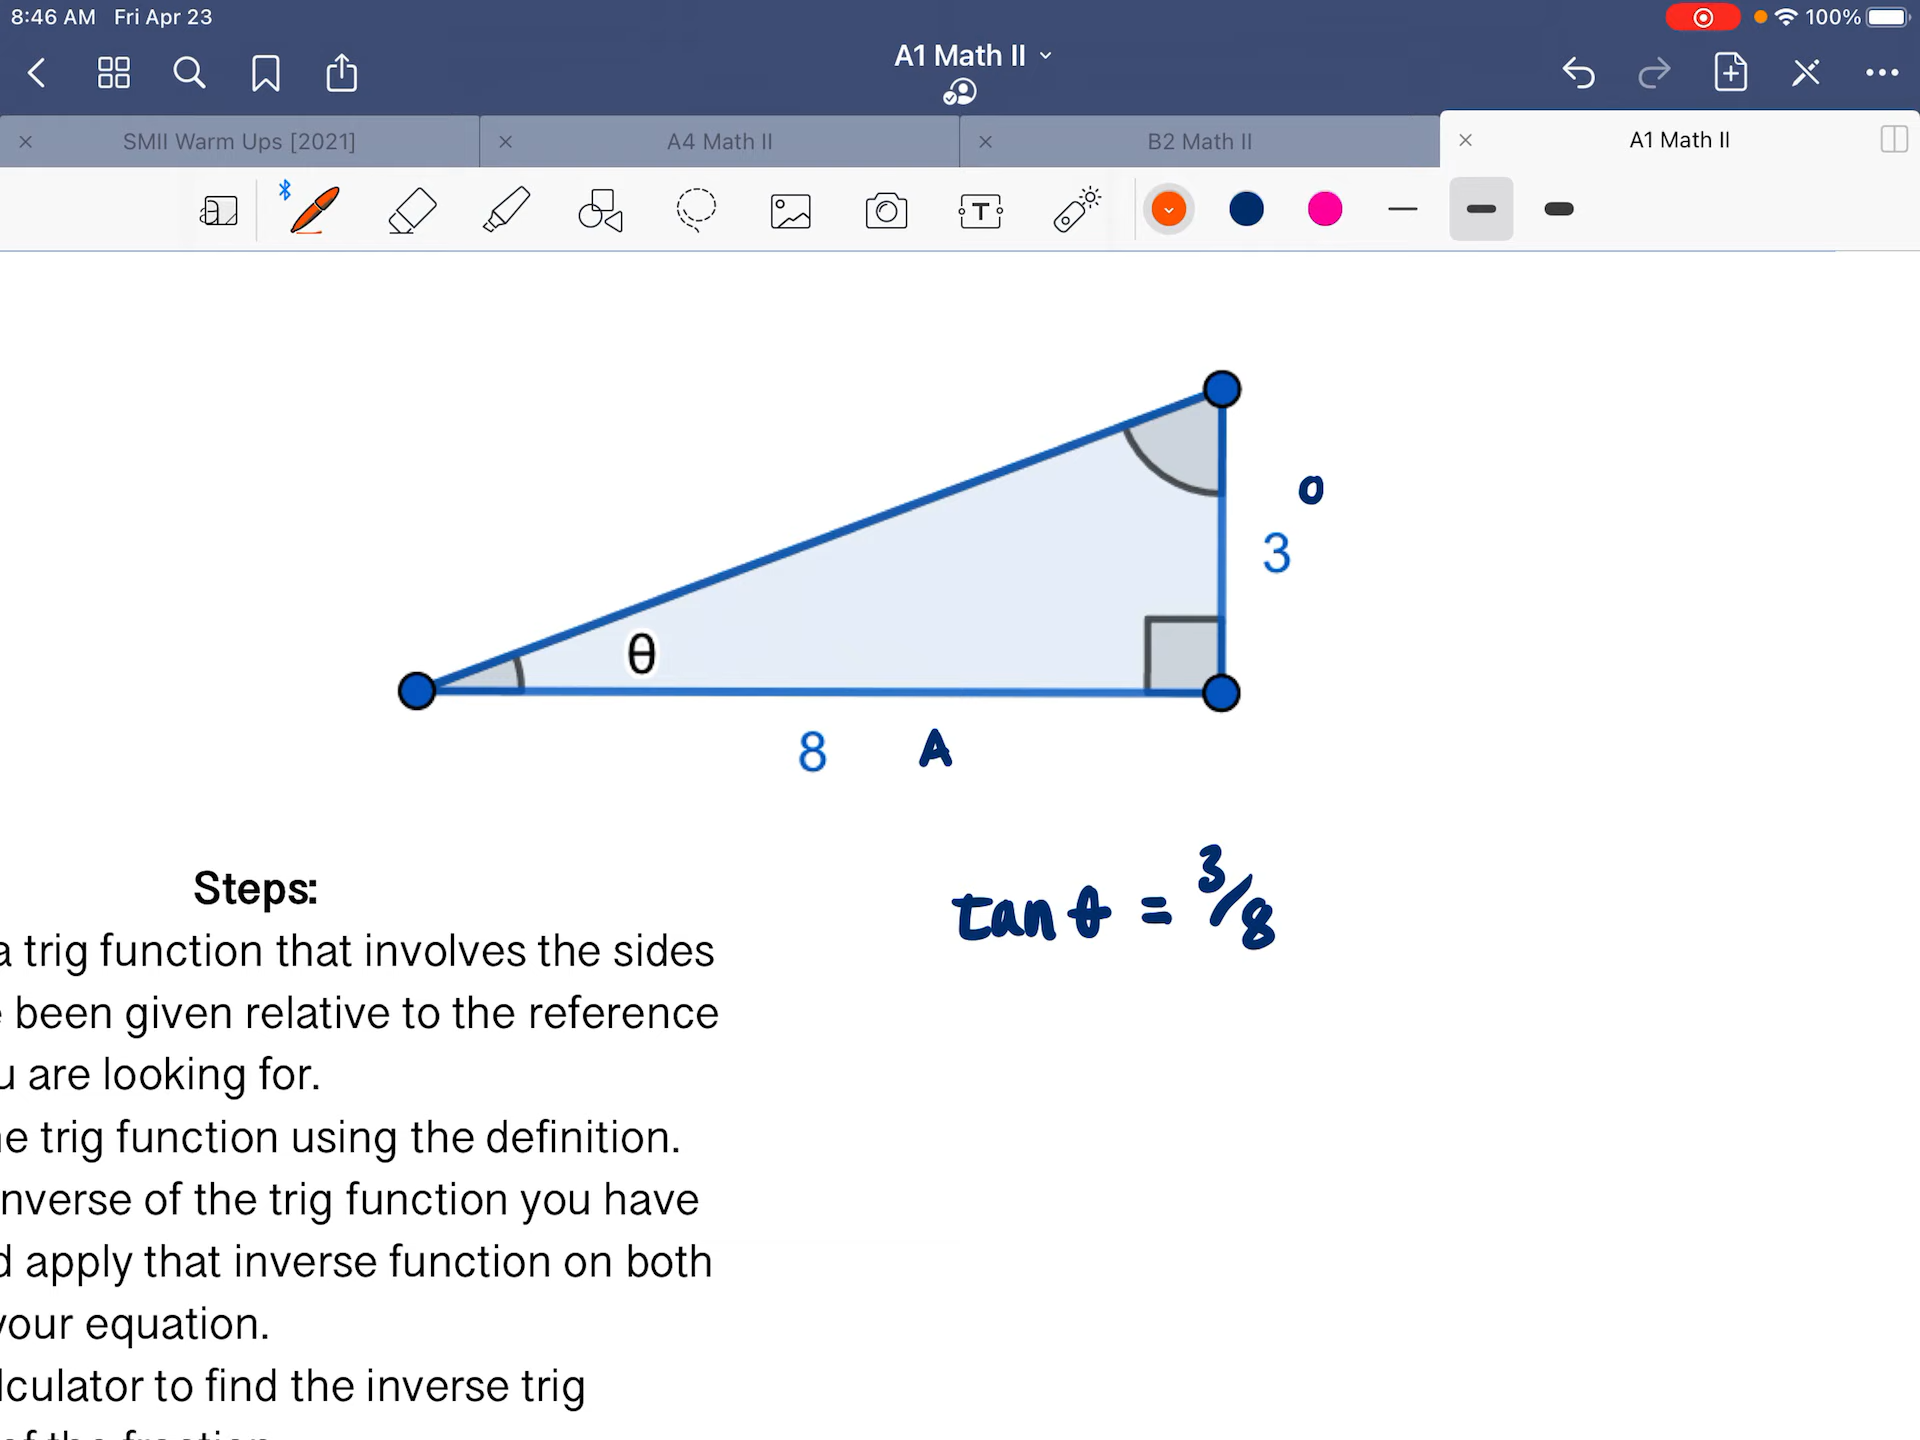 8:46 AM Fri Apr 23
100%
A1 Math II
SMII Warm Ups [2021]
A4 Math II
B2 Math II
A1 Math II
a
T
O
3
θ
8 A
tan θ = 3/8
Steps:
a trig function that involves the sides
been given relative to the reference
u are looking for.
e trig function using the definition.
nverse of the trig function you have
d apply that inverse function on both
your equation.
lculator to find the inverse trig
of the fraction